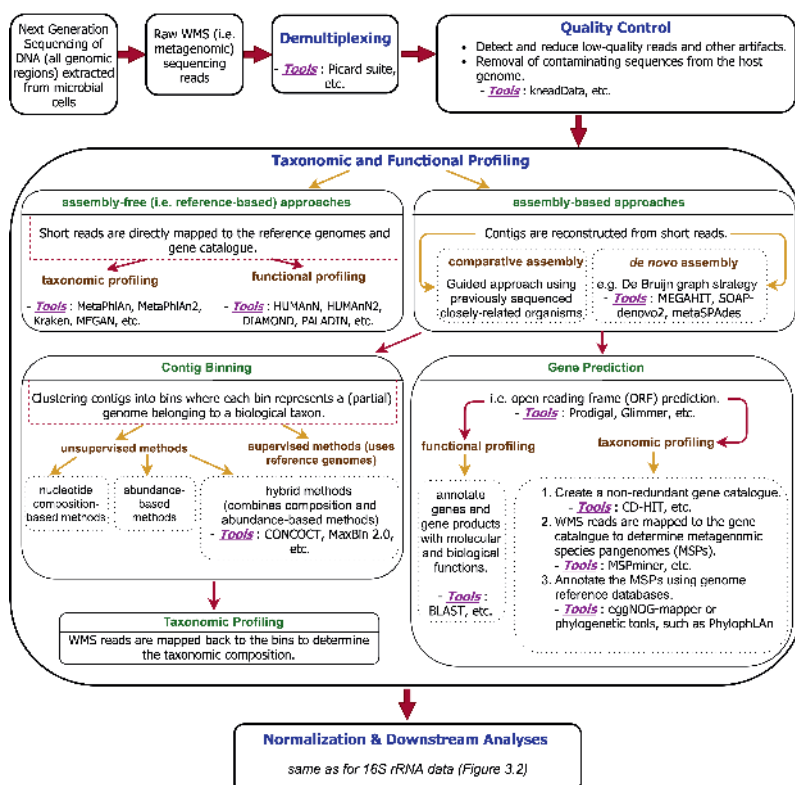 Next Generation
Sequencing of
DNA (all genomic
regions) extracted
from microbial
cells
Raw WMS (i.e.
metagenomic)
sequencing
reads
Demultiplexing
- Tools : Picard suite,
etc.
Quality Control
• Detect and reduce low-quality reads and other artifacts.
• Removal of contaminating sequences from the host
genome.
- Tools : kneadData, etc.
Taxonomic and Functional Profiling
assembly-free (i.e. reference-based) approaches
Short reads are directly mapped to the reference genomes and
gene catalogue.
taxonomic profiling
- Tools : MetaPhlAn, MetaPhlAn2,
Kraken, MEGAN, etc.
functional profiling
- Tools : HUMAnN, HUMAnN2,
DIAMOND, PALADIN, etc.
assembly-based approaches
Contigs are reconstructed from short reads.
comparative assembly
Guided approach using
previously sequenced
closely-related organisms
de novo assembly
e.g. De Bruijn graph strategy
- Tools : MEGAHIT, SOAP-
denovo2, metaSPAdes
Contig Binning
Clustering contigs into bins where each bin represents a (partial)
genome belonging to a biological taxon.
unsupervised methods
supervised methods (uses
reference genomes)
nucleotide
composition-
based methods
abundance-
based
methods
hybrid methods
(combines composition and
abundance-based methods)
- Tools : CONCOCT, MaxBin 2.0,
etc.
Taxonomic Profiling
WMS reads are mapped back to the bins to determine
the taxonomic composition.
Gene Prediction
i.e. open reading frame (ORF) prediction.
- Tools : Prodigal, Glimmer, etc.
functional profiling
annotate
genes and
gene products
with molecular
and biological
functions.
- Tools :
BLAST, etc.
taxonomic profiling
1. Create a non-redundant gene catalogue.
- Tools : CD-HIT, etc.
2. WMS reads are mapped to the gene
catalogue to determine metagenomic
species pangenomes (MSPs).
- Tools : MSPminer, etc.
3. Annotate the MSPs using genome
reference databases.
- Tools : eggNOG-mapper or
phylogenetic tools, such as PhylophLAn
Normalization & Downstream Analyses
same as for 16S rRNA data (Figure 3.2)